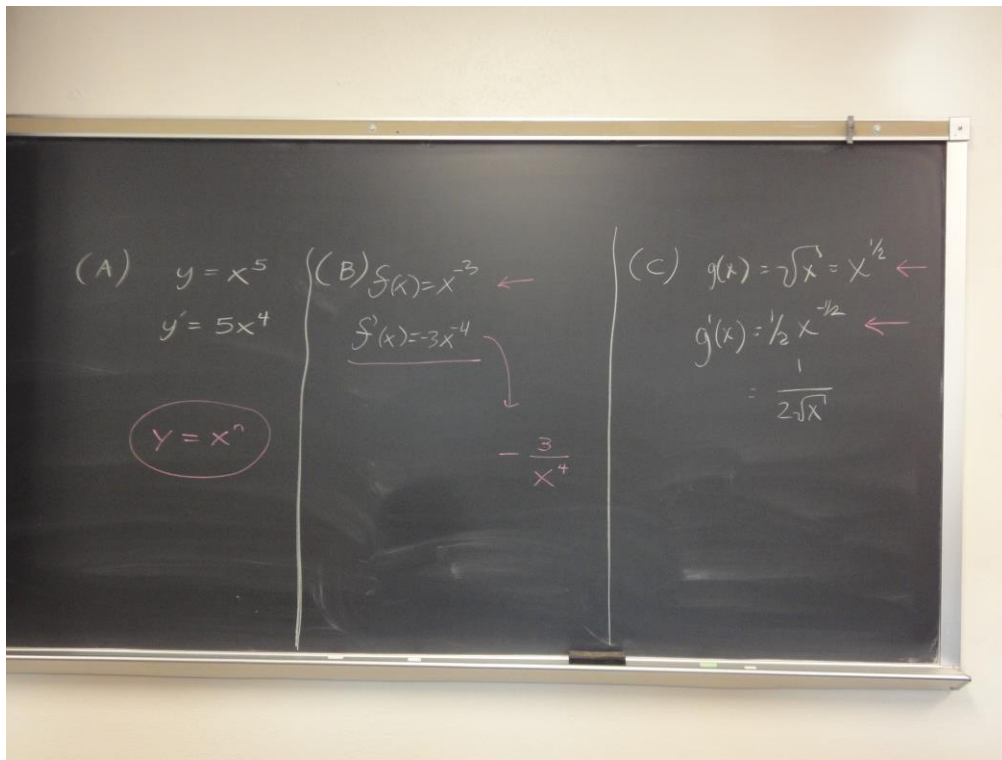 (A) y = x⁵
y' = 5x⁴
y = xⁿ
(B) f(x) = x⁻³ ←
f'(x) = -3x⁻⁴
- 3/x⁴
(C) g(x) = √x = x^1/2 ←
g'(x) = 1/2 x^-1/2 ←
= 1/(2√x)